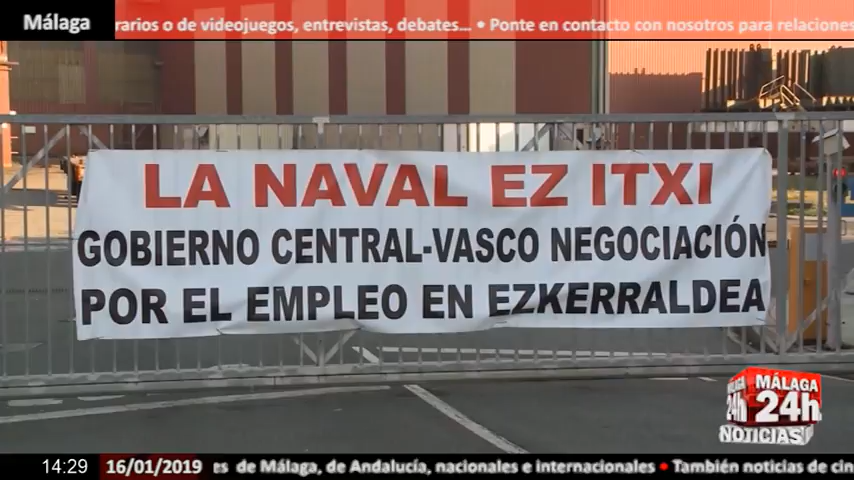 Málaga
rarios o de videojuegos, entrevistas, debates... • Ponte en contacto con nosotros para relaciones
LA NAVAL EZ ITXI
GOBIERNO CENTRAL-VASCO NEGOCIACIÓN
POR EL EMPLEO EN EZKERRALDEA
MÁLAGA
24h
MÁLAGA
24h
NOTICIAS
14:29
16/01/2019
es de Málaga, de Andalucía, nacionales e internacionales • También noticias de cin